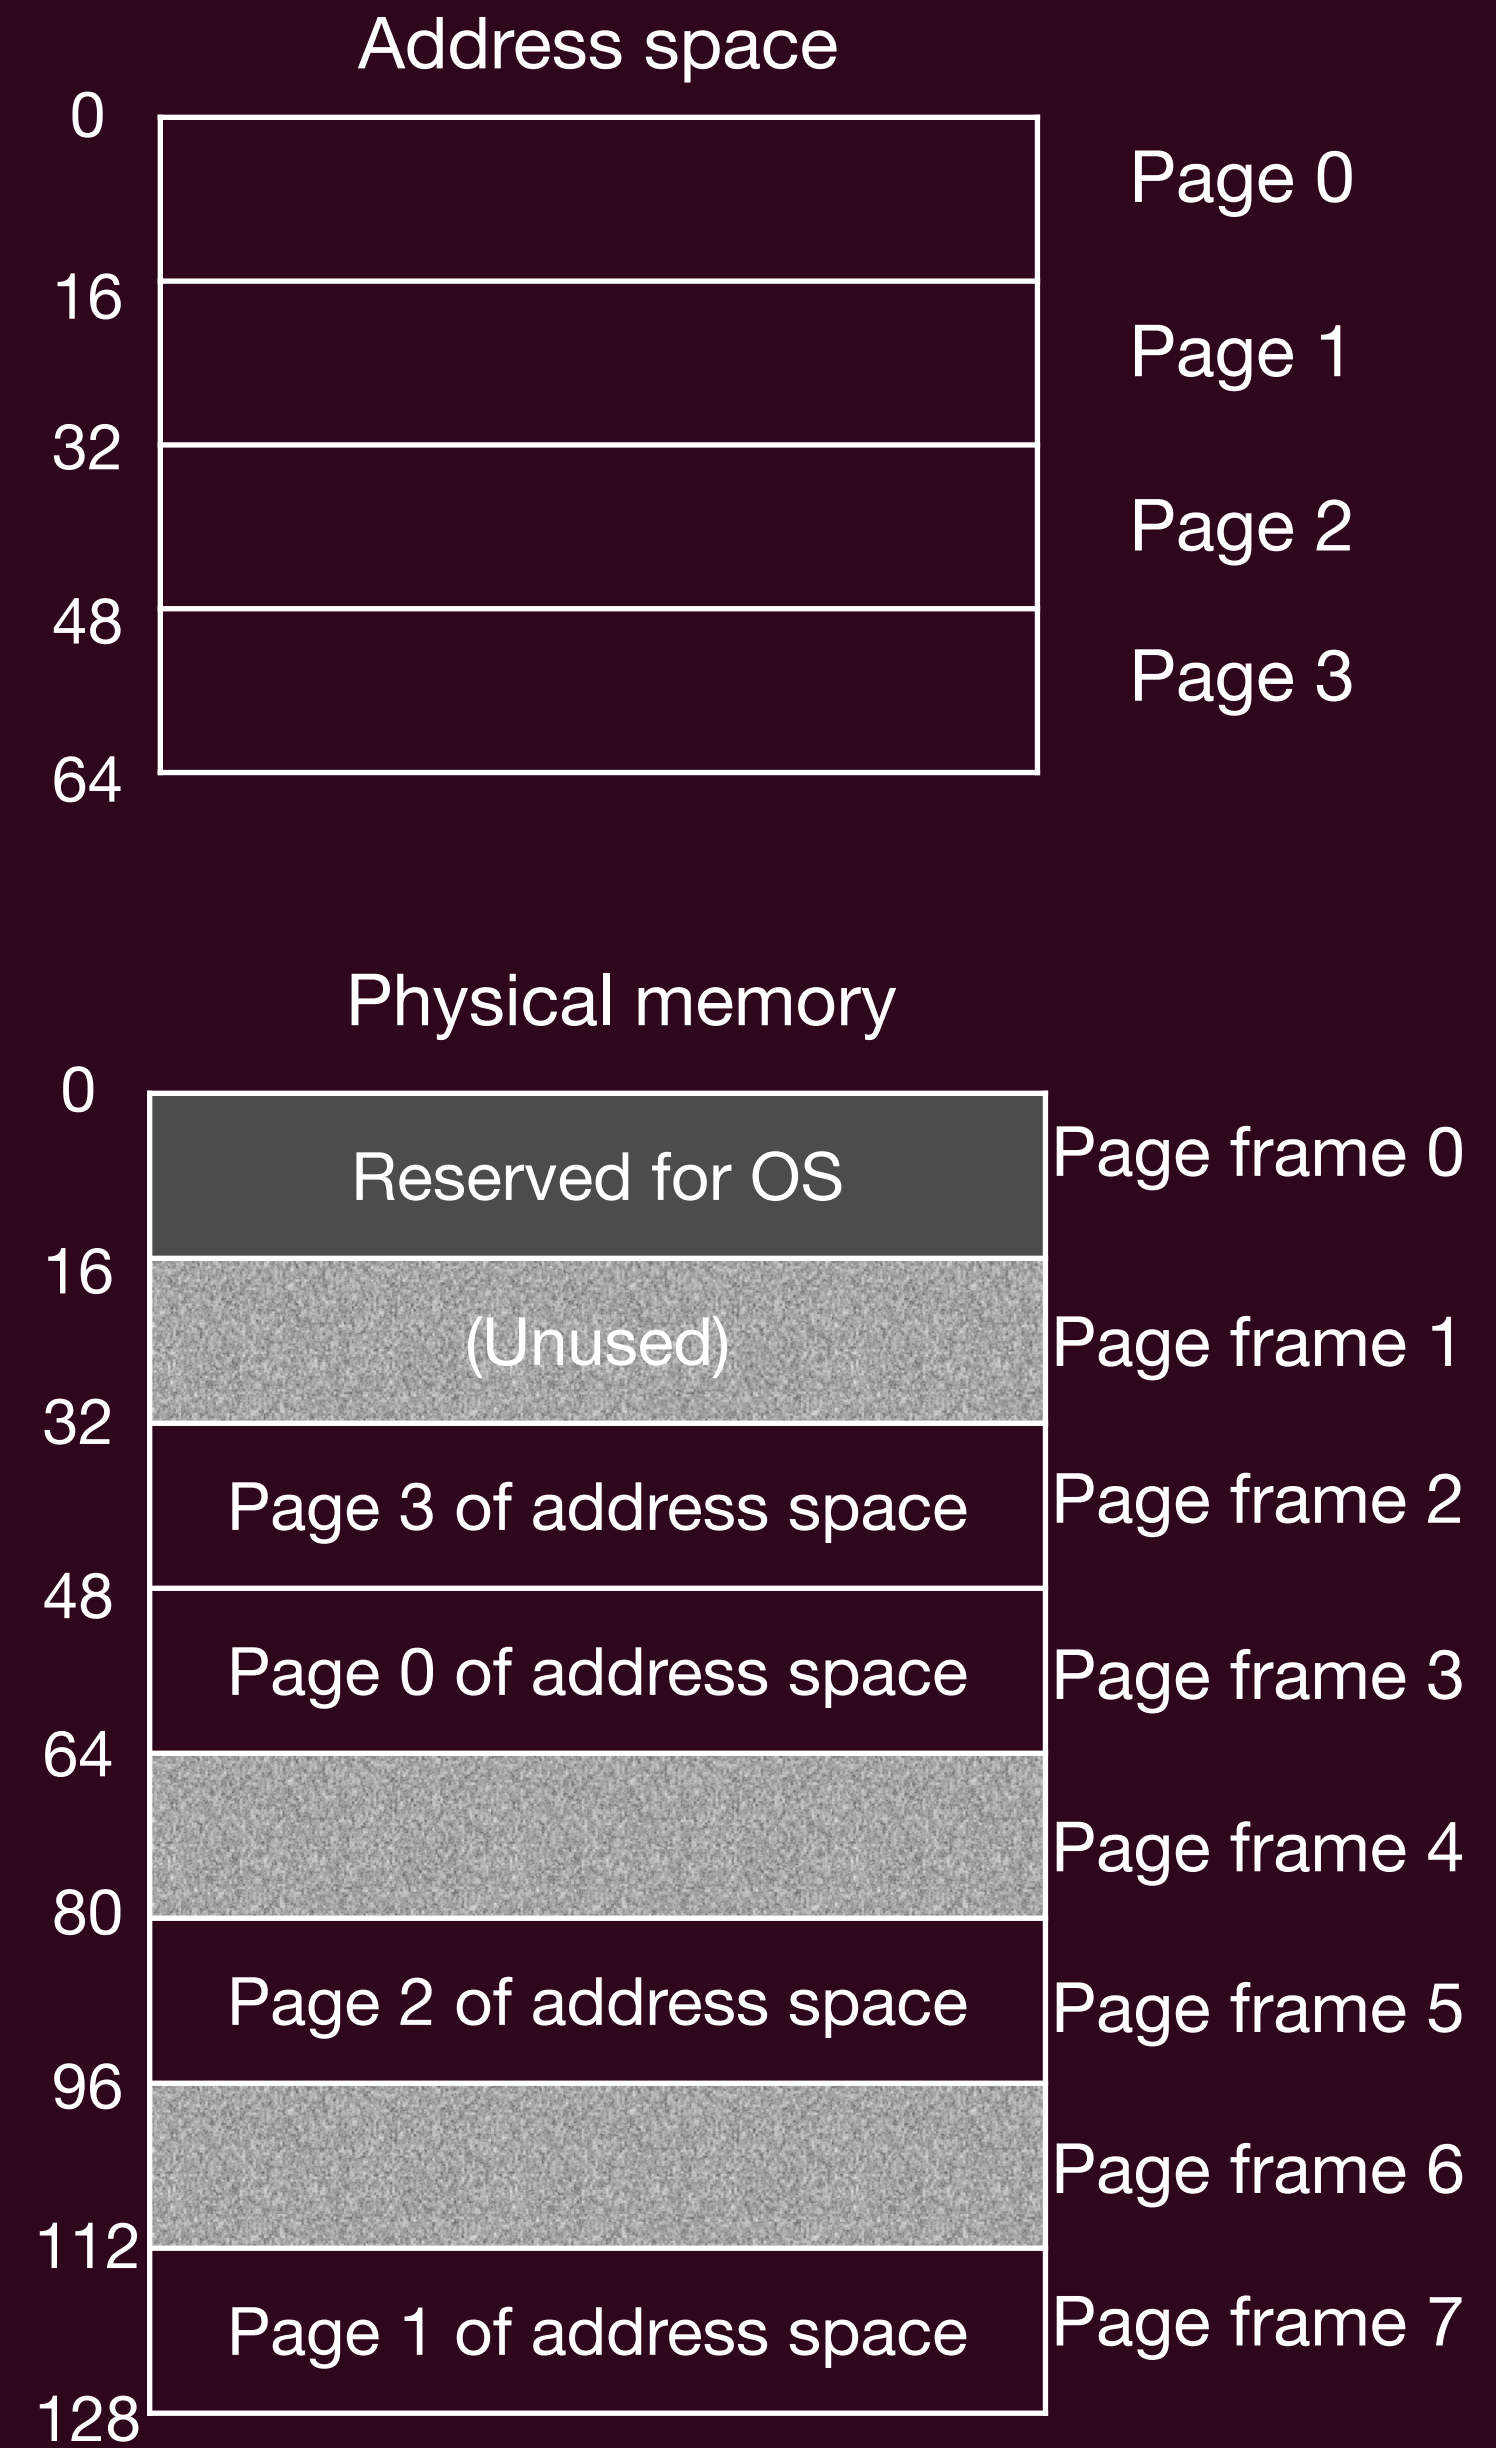 Address space
0
Page 0
16
Page 1
32
Page 2
48
Page 3
64
Physical memory
0
Reserved for OS
Page frame 0
16
(Unused)
Page frame 1
32
Page 3 of address space
Page frame 2
48
Page 0 of address space
Page frame 3
64
Page frame 4
80
Page 2 of address space
Page frame 5
96
Page frame 6
112
Page 1 of address space
Page frame 7
128